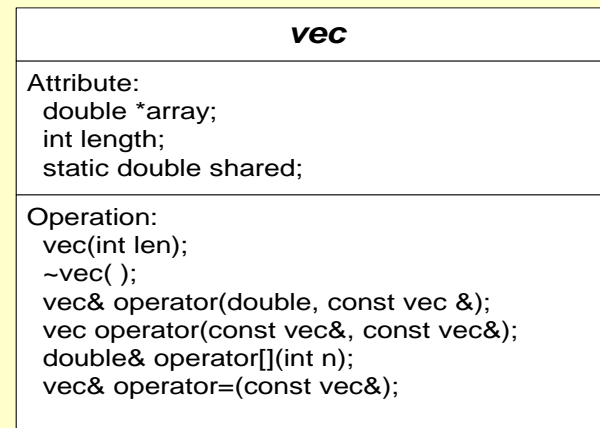 vec
Attribute:
double *array;
int length;
static double shared;
Operation:
vec(int len);
~vec( );
vec& operator(double, const vec &);
vec operator(const vec&, const vec&);
double& operator[](int n);
vec& operator=(const vec&);